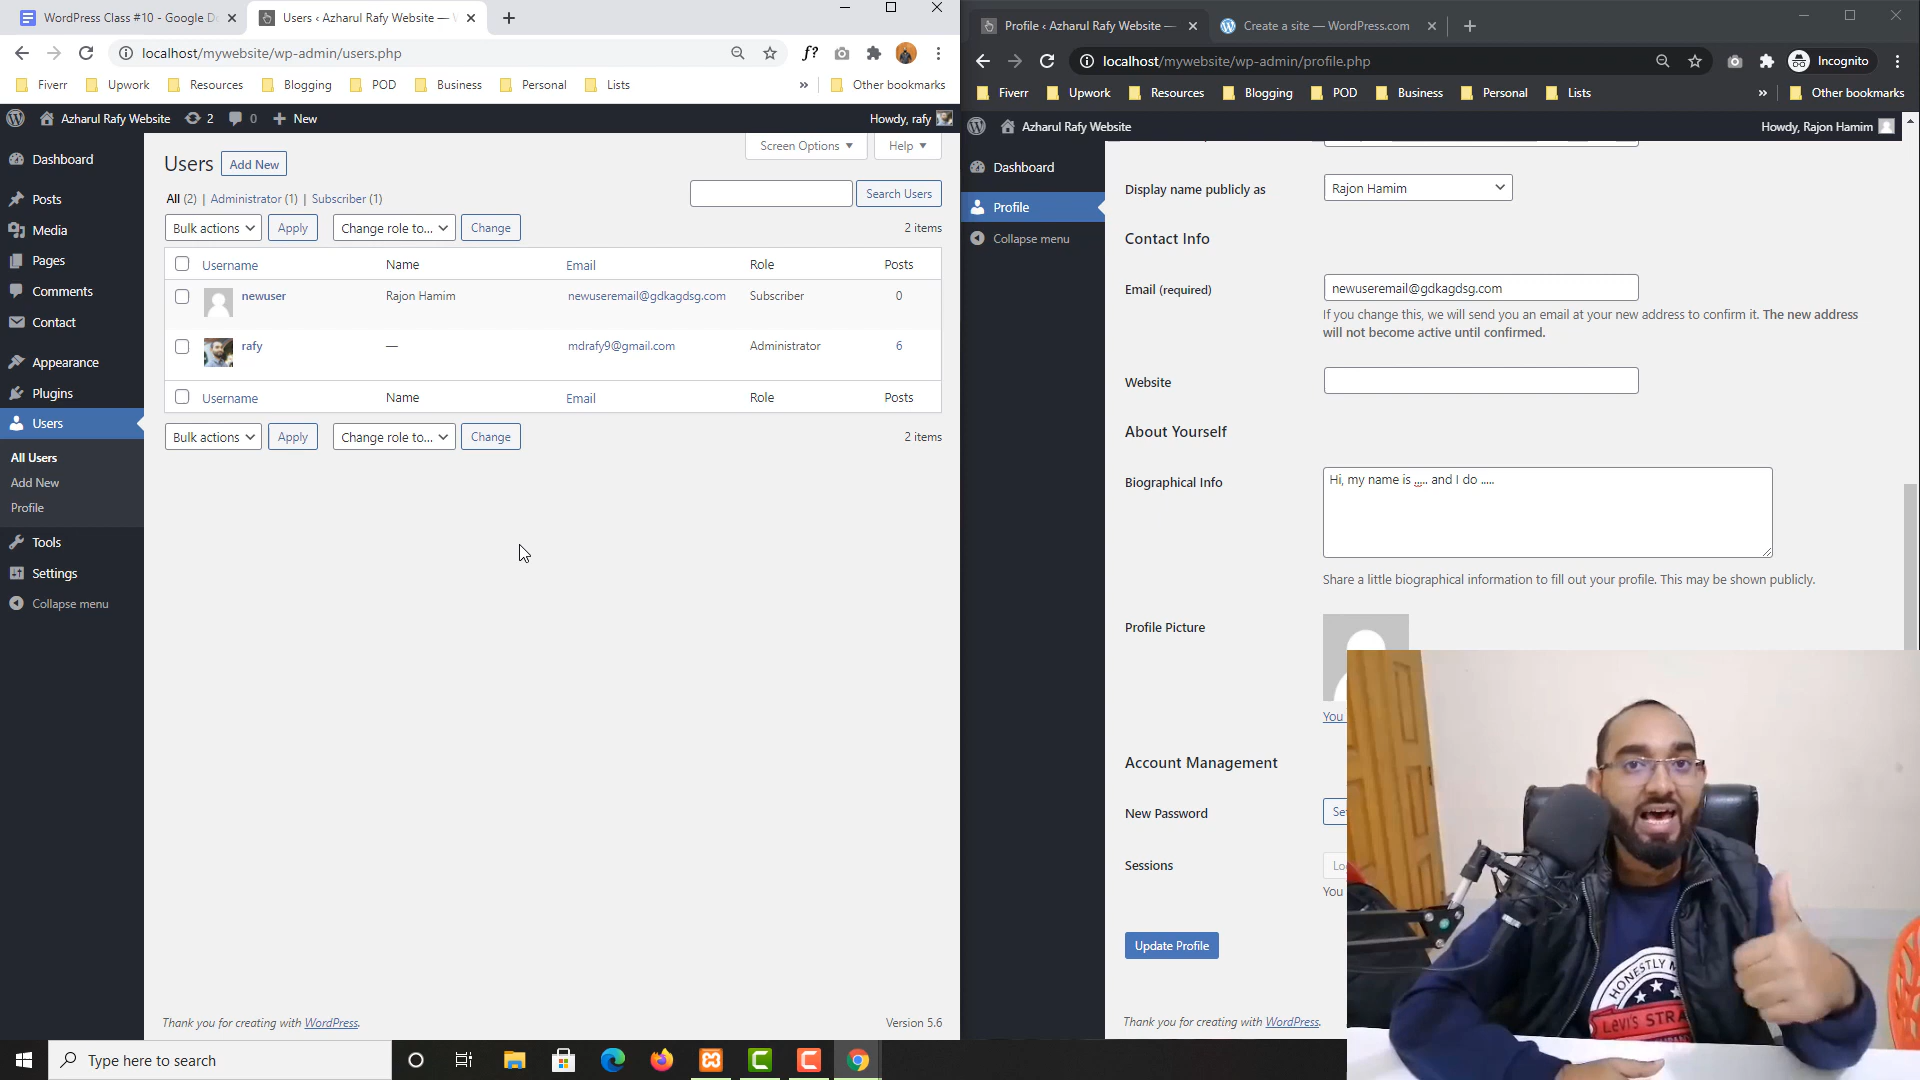 WordPress Class #10 - Google D
Users ‹ Azharul Rafy Website —
localhost/mywebsite/wp-admin/users.php
f?
Fiverr
Upwork
Resources
Blogging
POD
Business
Personal
Lists
»
Other bookmarks
Azharul Rafy Website
2
0
New
Howdy, rafy
Dashboard
Posts
Media
Pages
Comments
Contact
Appearance
Plugins
Users
All Users
Add New
Profile
Tools
Settings
Collapse menu
Screen Options
Help
Users
Add New
All (2) | Administrator (1) | Subscriber (1)
Search Users
Bulk actions
Apply
Change role to...
Change
2 items
Username Name Email Role Posts
newuser Rajon Hamim newuseremail@gdkagdsg.com Subscriber 0
rafy — mdrafy9@gmail.com Administrator 6
Username Name Email Role Posts
Bulk actions
Apply
Change role to...
Change
2 items
Thank you for creating with WordPress.
Version 5.6
Type here to search
Profile ‹ Azharul Rafy Website —
Create a site — WordPress.com
localhost/mywebsite/wp-admin/profile.php
Incognito
Fiverr
Upwork
Resources
Blogging
POD
Business
Personal
Lists
»
Other bookmarks
Azharul Rafy Website
Howdy, Rajon Hamim
Dashboard
Profile
Collapse menu
Display name publicly as
Rajon Hamim
Contact Info
Email (required)
newuseremail@gdkagdsg.com
If you change this, we will send you an email at your new address to confirm it. The new address
will not become active until confirmed.
Website
About Yourself
Biographical Info
Hi, my name is ,,,.. and I do .....
Share a little biographical information to fill out your profile. This may be shown publicly.
Profile Picture
You
Account Management
New Password
Sessions
You
Update Profile
Thank you for creating with WordPress.
HONESTLY M
LEVI'S STRA